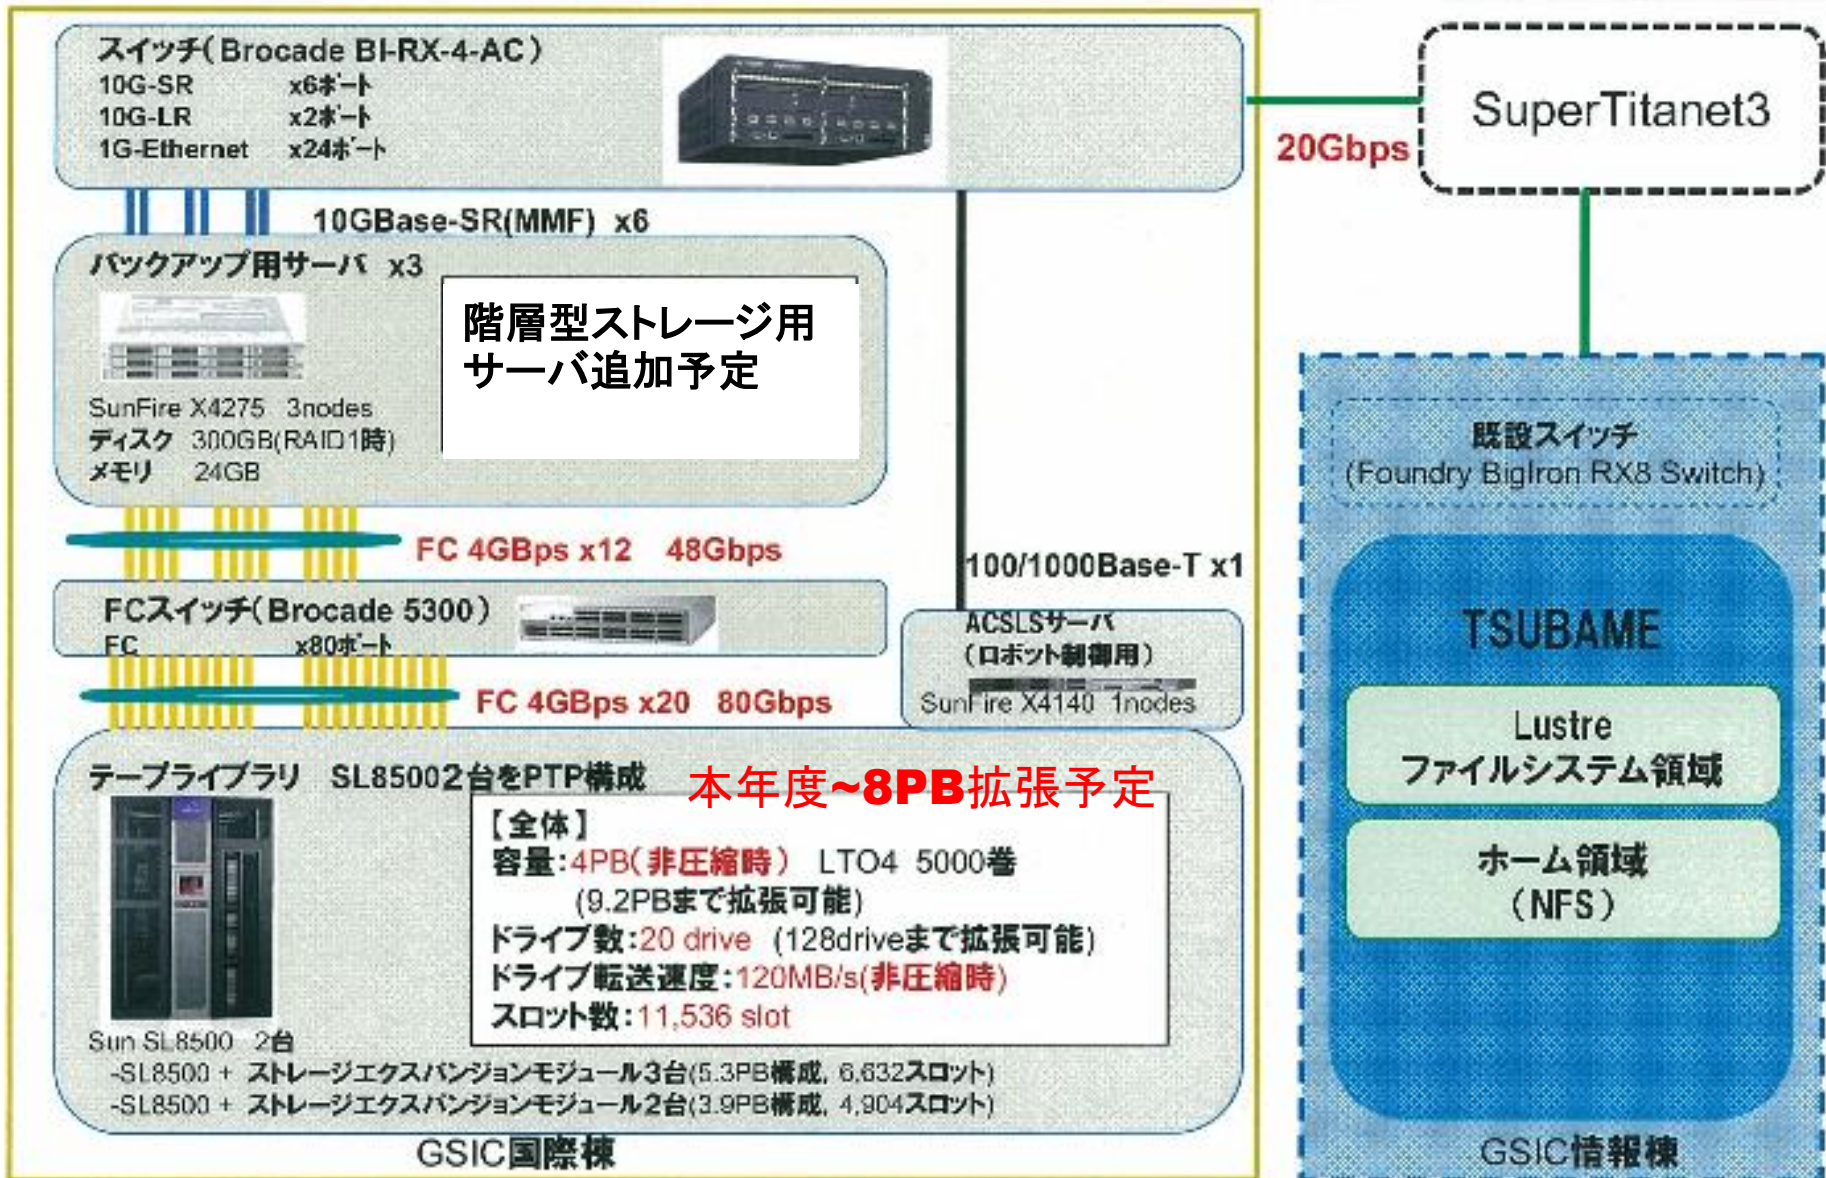 スイッチ(Brocade BI-RX-4-AC)
10G-SR x6ポート
10G-LR x2ポート
1G-Ethernet x24ポート
20Gbps
SuperTitanet3
10GBase-SR(MMF) x6
バックアップ用サーバ x3
階層型ストレージ用
サーバ追加予定
SunFire X4275 3nodes
ディスク 300GB(RAID1時)
メモリ 24GB
FC 4GBps x12 48Gbps
100/1000Base-T x1
FCスイッチ(Brocade 5300)
FC x80ポート
ACSLSサーバ
(ロボット制御用)
SunFire X4140 1nodes
FC 4GBps x20 80Gbps
テープライブラリ SL85002台をPTP構成
本年度~8PB拡張予定
【全体】
容量:4PB(非圧縮時) LTO4 5000巻
(9.2PBまで拡張可能)
ドライブ数:20 drive (128driveまで拡張可能)
ドライブ転送速度:120MB/s(非圧縮時)
スロット数:11,536 slot
Sun SL8500 2台
-SL8500 + ストレージエクスパンションモジュール3台(5.3PB構成, 6,632スロット)
-SL8500 + ストレージエクスパンションモジュール2台(3.9PB構成, 4,904スロット)
GSIC国際棟
既設スイッチ
(Foundry BigIron RX8 Switch)
TSUBAME
Lustre
ファイルシステム領域
ホーム領域
(NFS)
GSIC情報棟